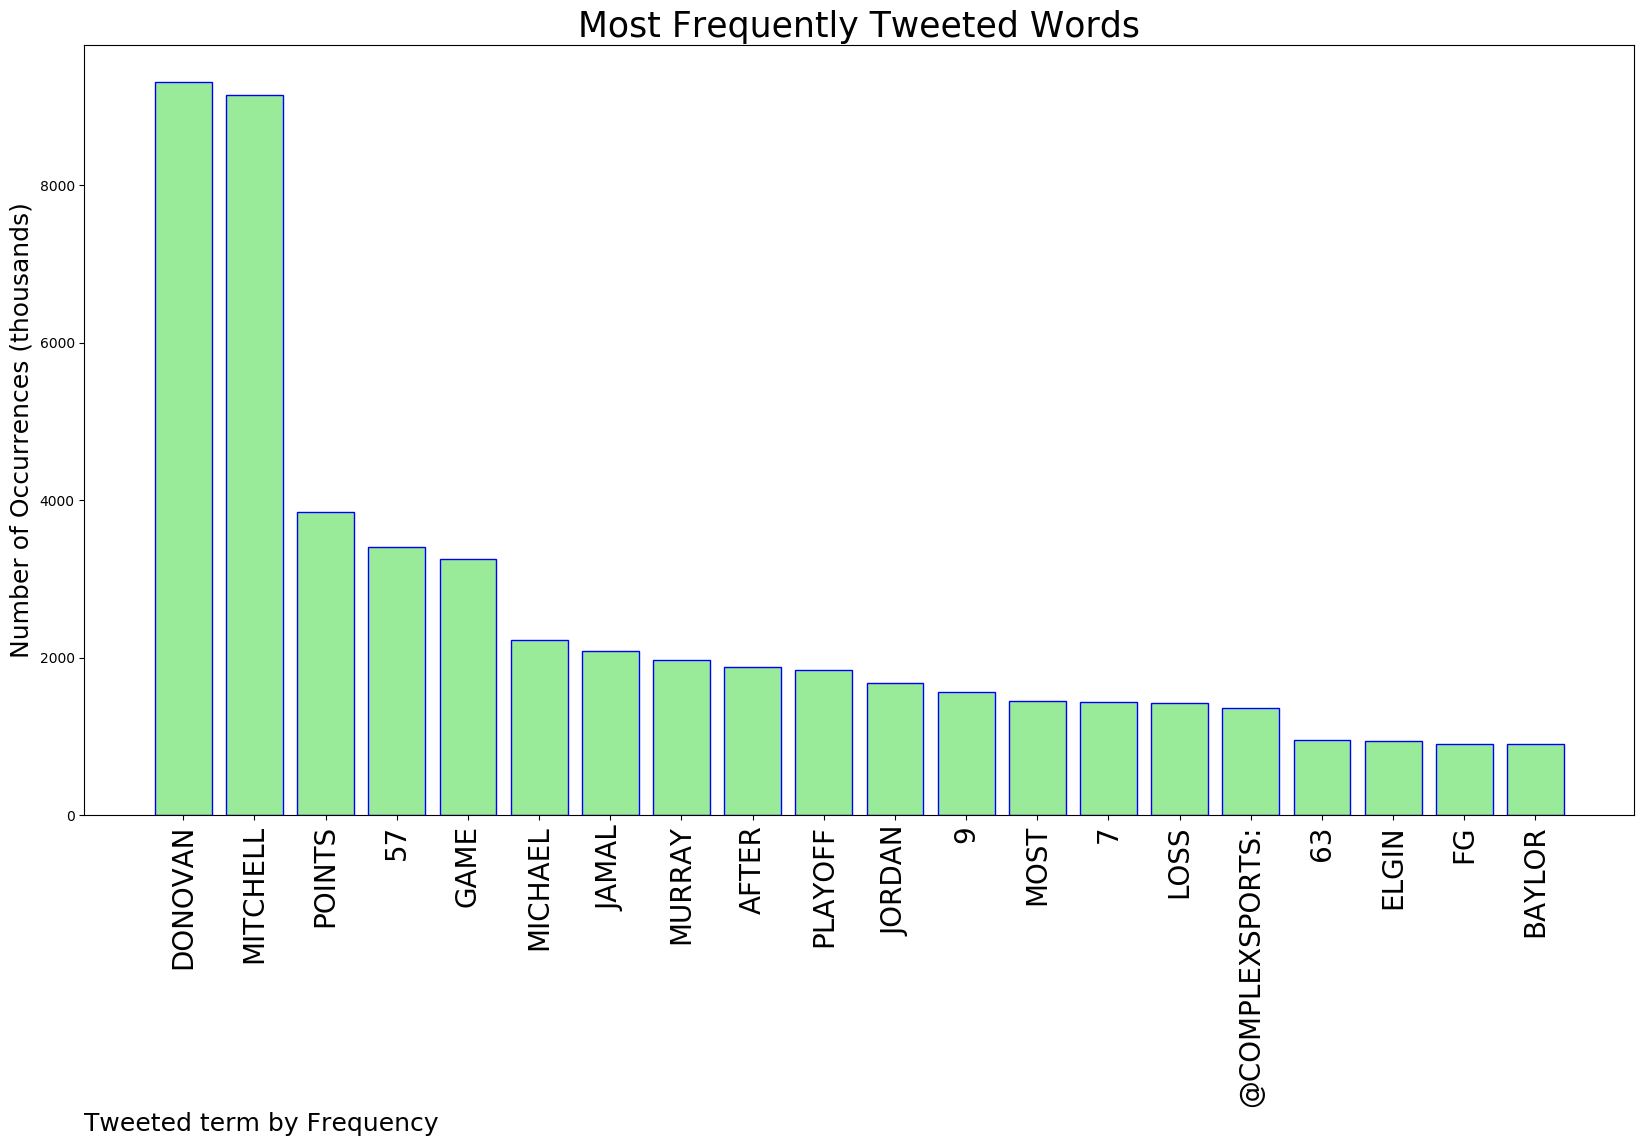 Most Frequently Tweeted Words
Number of Occurrences (thousands)
8000
6000
4000
2000
0
DONOVAN
MITCHELL
POINTS
57
GAME
MICHAEL
JAMAL
MURRAY
AFTER
PLAYOFF
JORDAN
9
MOST
7
LOSS
@COMPLEXSPORTS:
63
ELGIN
FG
BAYLOR
Tweeted term by Frequency